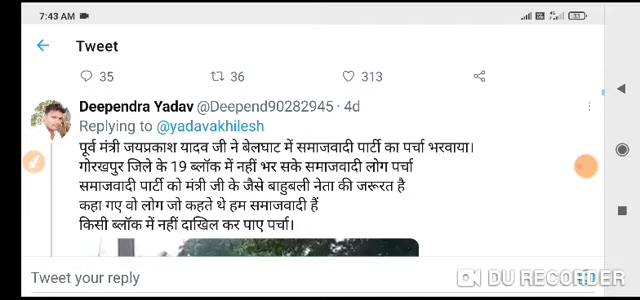 7:43 AM
Tweet
35 36 313
Deependra Yadav @Deepend90282945 · 4d
Replying to @yadavakhilesh
पूर्व मंत्री जयप्रकाश यादव जी ने बेलघाट में समाजवादी पार्टी का पर्चा भरवाया।
गोरखपुर जिले के 19 ब्लॉक में नहीं भर सके समाजवादी लोग पर्चा
समाजवादी पार्टी को मंत्री जी के जैसे बाहुबली नेता की जरूरत है
कहा गए वो लोग जो कहते थे हम समाजवादी हैं
किसी ब्लॉक में नहीं दाखिल कर पाए पर्चा।
Tweet your reply
DU RECORDER